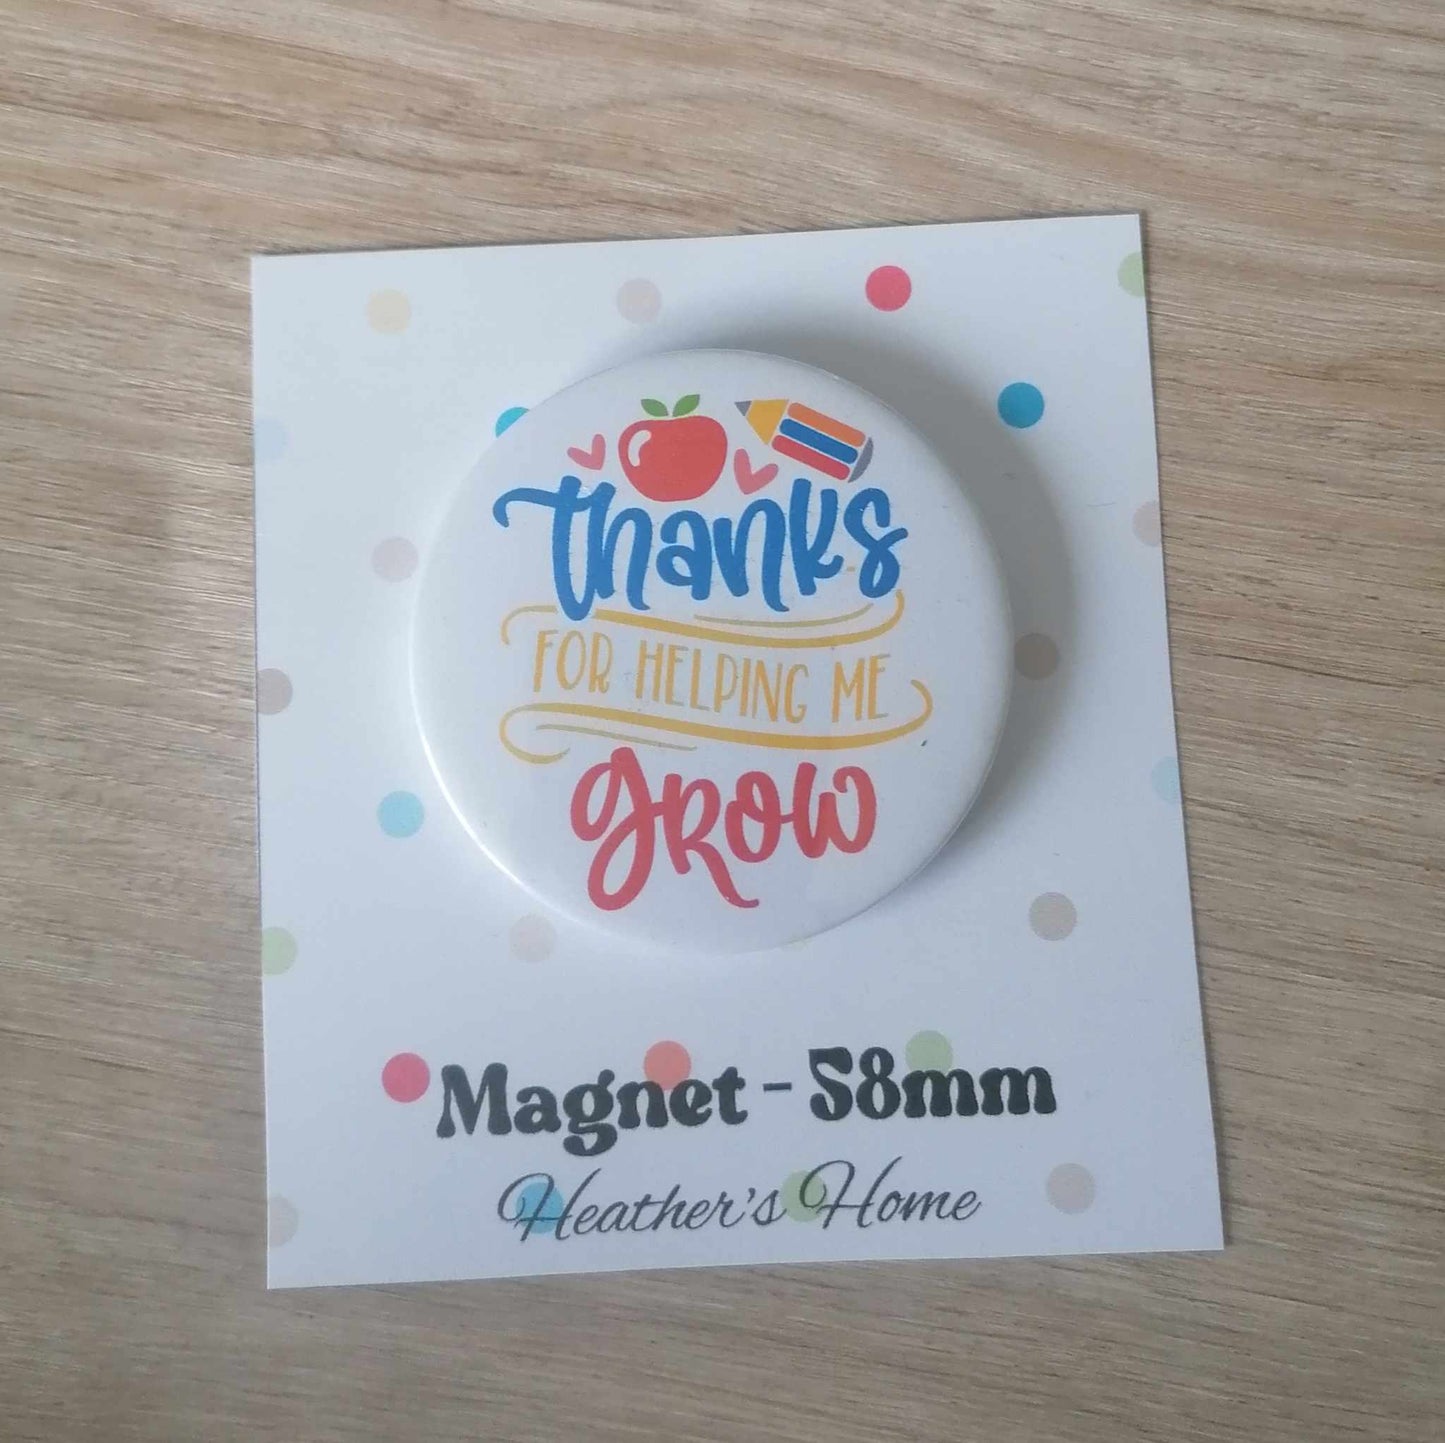 thanks
FOR HELPING ME
grow
Magnet - 58mm
Heather's Home